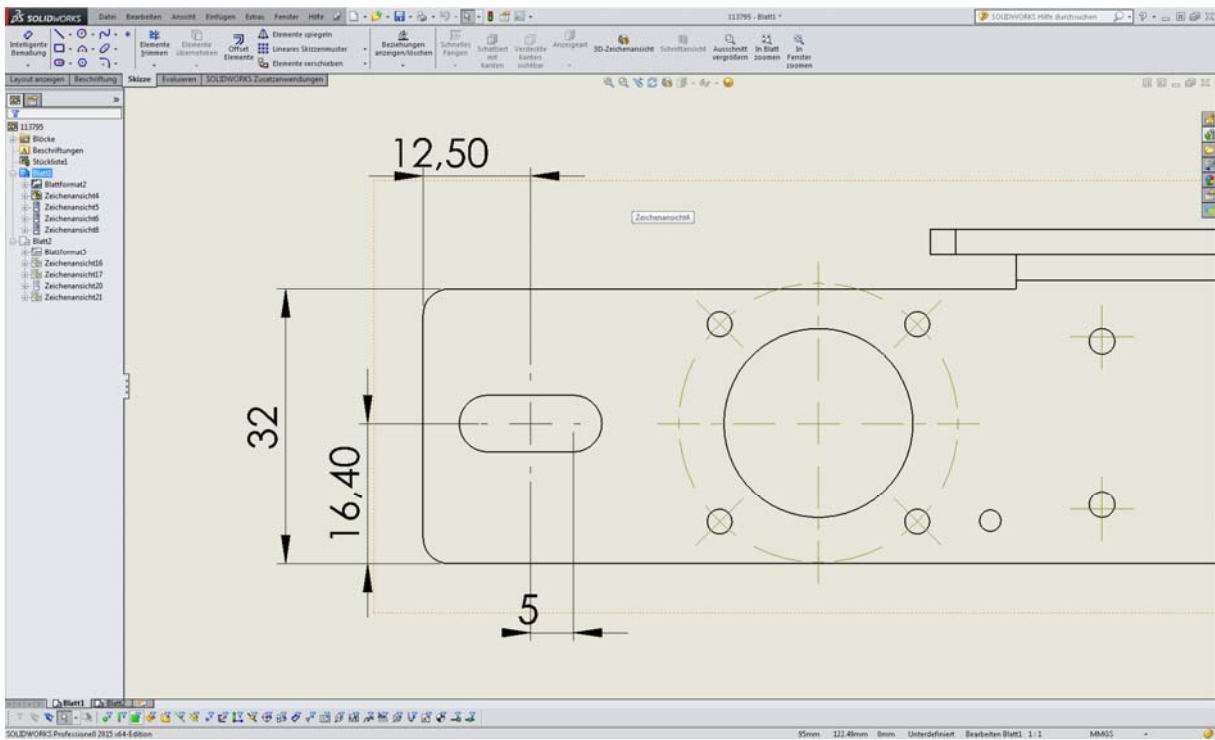 SOLIDWORKS Datei Bearbeiten Ansicht Einfügen Extras Fenster Hilfe 113795 - Blatt1 * SOLIDWORKS Hilfe durchsuchen
Intelligente Bemaßung
Elemente trimmen
Elemente übernehmen
Offset Elemente
Elemente spiegeln
Lineares Skizzenmuster
Elemente verschieben
Beziehungen anzeigen/löschen
Schnelles Fangen
Schattiert mit Kanten
Verdeckte Kanten sichtbar
Anzeigeart
3D-Zeichenansicht
Schnittansicht
Ausschnitt vergrößern
In Blatt zoomen
In Fenster zoomen
Layout anzeigen Beschriftung Skizze Evaluieren SOLIDWORKS Zusatzanwendungen
113795
Blöcke
Beschriftungen
Stückliste1
Blatt1
Blattformat2
Zeichenansicht4
Zeichenansicht5
Zeichenansicht6
Zeichenansicht8
Blatt2
Blattformat5
Zeichenansicht16
Zeichenansicht17
Zeichenansicht20
Zeichenansicht21
12,50
Zeichenansicht6
32
16,40
5
Blatt1 Blatt2
SOLIDWORKS Professionell 2015 x64-Edition 95mm 122.49mm 0mm Unterdefiniert Bearbeiten Blatt1 1:1 MMGS